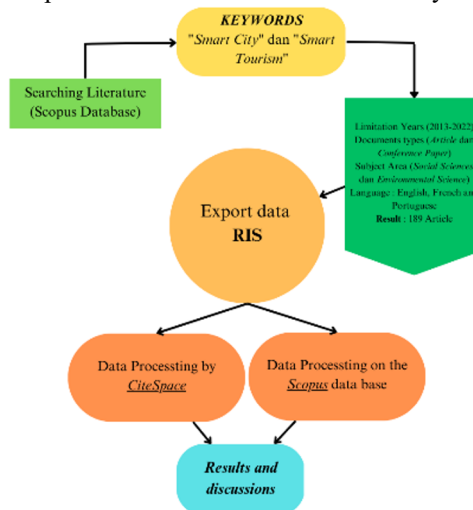 KEYWORDS
"Smart City" dan "Smart
Tourism"
Searching Literature
(Scopus Database)
Limitation Years (2013-2022)
Documents types (Article dan
Conference Paper)
Subject Area (Social Sciences
dan Environmental Science)
Language : English, French an
Portuguese
Result : 189 Article
Export data
RIS
Data Processting by
CiteSpace
Data Processting on the
Scopus data base
Results and
discussions